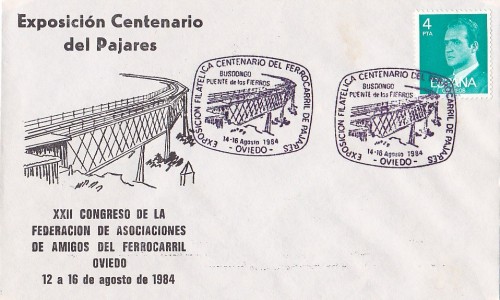 Exposición Centenario
del Pajares
EXPOSICION FILATELICA CENTENARIO DEL FERROCARRIL DE PAJARES
BUSDONGO
PUENTE de los FIERROS
14-16 Agosto 1984
- OVIEDO -
EXPOSICION FILATELICA CENTENARIO DEL FERROCARRIL DE PAJARES
BUSDONGO
PUENTE de los FIERROS
14-16 Agosto 1984
- OVIEDO -
4
PTA
ESPAÑA
XXII CONGRESO DE LA
FEDERACION DE ASOCIACIONES
DE AMIGOS DEL FERROCARRIL
OVIEDO
12 a 16 de agosto de 1984